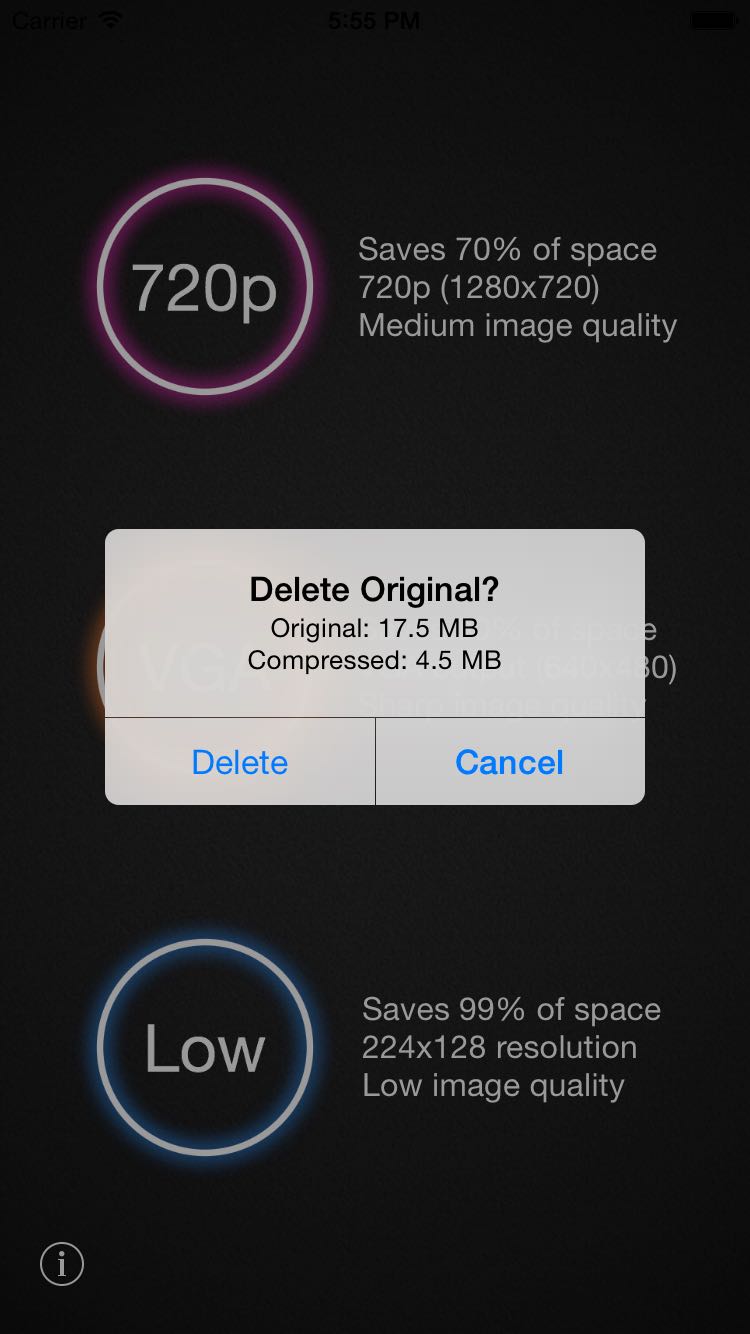 Carrier 5:55 PM
720p
Saves 70% of space
720p (1280x720)
Medium image quality
Delete Original?
Original: 17.5 MB
Compressed: 4.5 MB
Delete
Cancel
VGA
% of space
(640x480)
Sharp image quality
Low
Saves 99% of space
224x128 resolution
Low image quality
i